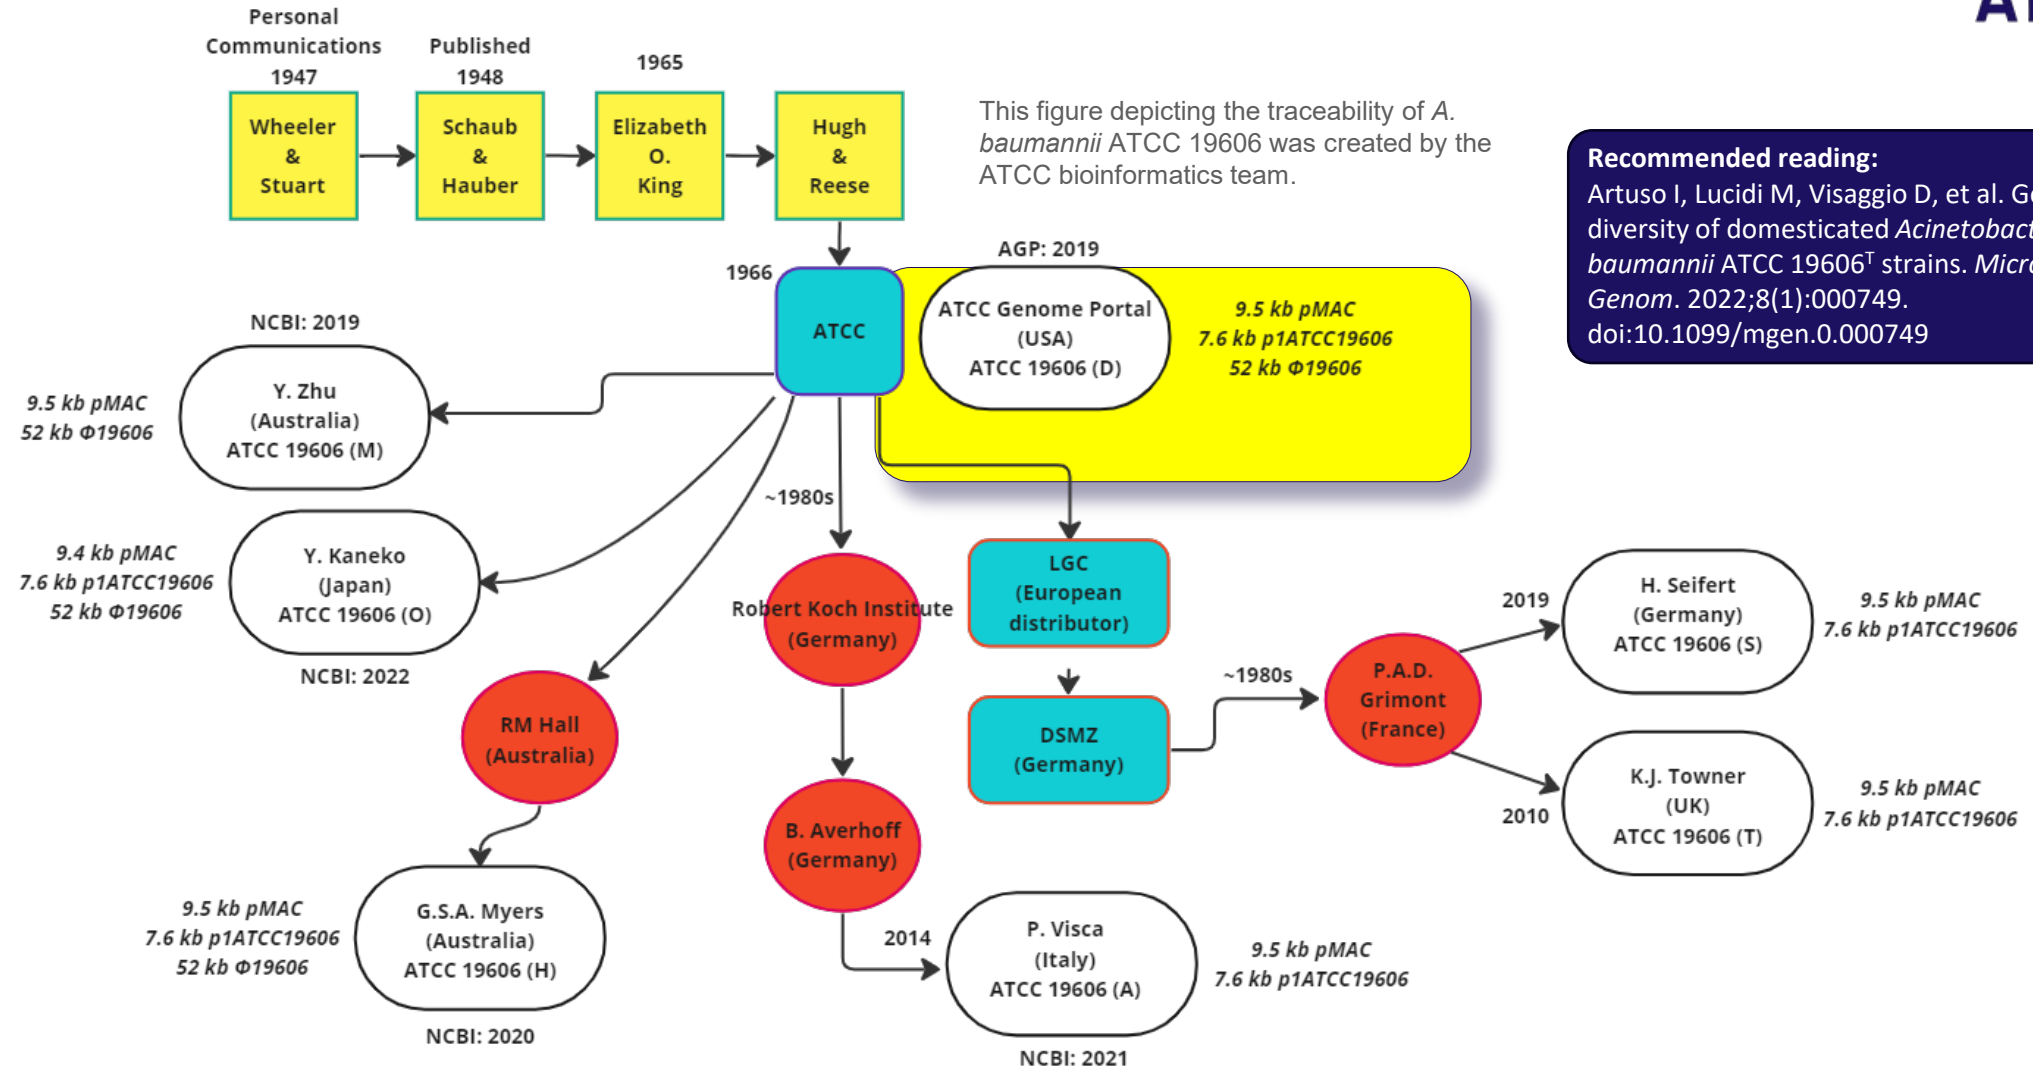 Personal
Communications
1947
Published
1948
1965
Wheeler
&
Stuart
Schaub
&
Hauber
Elizabeth
O.
King
Hugh
&
Reese
This figure depicting the traceability of A.
baumannii ATCC 19606 was created by the
ATCC bioinformatics team.
Recommended reading:
Artuso I, Lucidi M, Visaggio D, et al.
diversity of domesticated
baumannii ATCC 19606ᵀ strains.
Genom. 2022;8(1):000749.
doi:10.1099/mgen.0.000749
1966
ATCC
AGP: 2019
ATCC Genome Portal
(USA)
ATCC 19606 (D)
9.5 kb pMAC
7.6 kb p1ATCC19606
52 kb Φ19606
NCBI: 2019
9.5 kb pMAC
52 kb Φ19606
Y. Zhu
(Australia)
ATCC 19606 (M)
9.4 kb pMAC
7.6 kb p1ATCC19606
52 kb Φ19606
Y. Kaneko
(Japan)
ATCC 19606 (O)
NCBI: 2022
~1980s
Robert Koch Institute
(Germany)
LGC
(European
distributor)
RM Hall
(Australia)
DSMZ
(Germany)
~1980s
P.A.D.
Grimont
(France)
2019
H. Seifert
(Germany)
ATCC 19606 (S)
9.5 kb pMAC
7.6 kb p1ATCC19606
2010
K.J. Towner
(UK)
ATCC 19606 (T)
9.5 kb pMAC
7.6 kb p1ATCC19606
B. Averhoff
(Germany)
9.5 kb pMAC
7.6 kb p1ATCC19606
52 kb Φ19606
G.S.A. Myers
(Australia)
ATCC 19606 (H)
NCBI: 2020
2014
P. Visca
(Italy)
ATCC 19606 (A)
9.5 kb pMAC
7.6 kb p1ATCC19606
NCBI: 2021